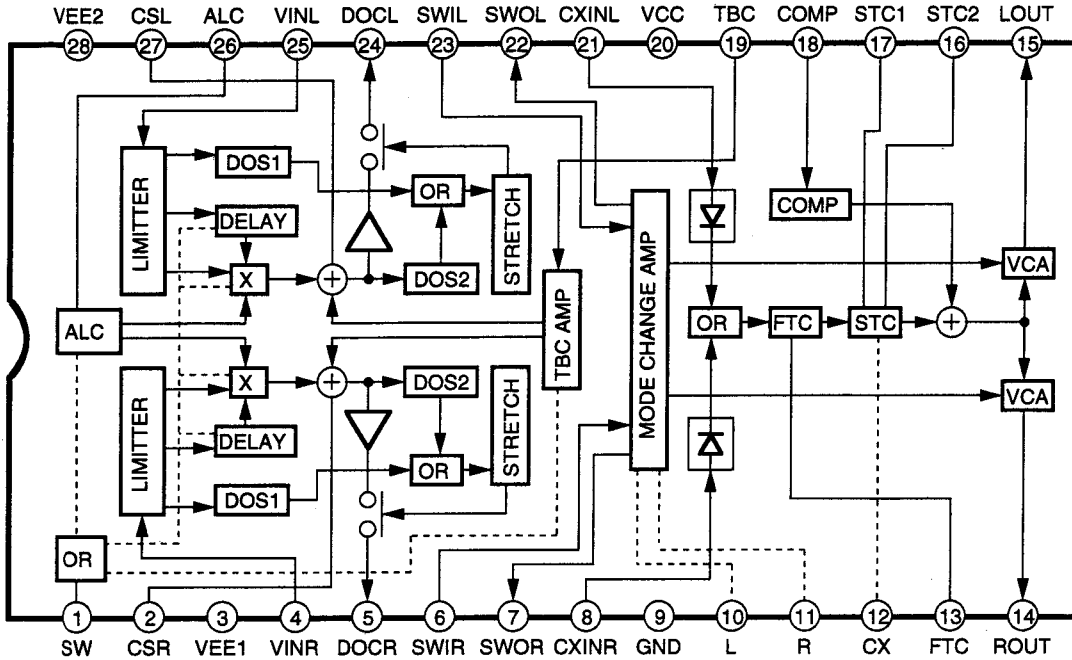 VEE2 CSL ALC VINL DOCL SWIL SWOL CXINL VCC TBC COMP STC1 STC2 LOUT
28 27 26 25 24 23 22 21 20 19 18 17 16 15
LIMITTER
DOS1
DELAY
X
+
OR
DOS2
STRETCH
ALC
TBC AMP
MODE CHANGE AMP
COMP
VCA
OR
FTC
STC
+
LIMITTER
X
+
DOS2
DELAY
OR
STRETCH
DOS1
VCA
OR
1 2 3 4 5 6 7 8 9 10 11 12 13 14
SW CSR VEE1 VINR DOCR SWIR SWOR CXINR GND L R CX FTC ROUT